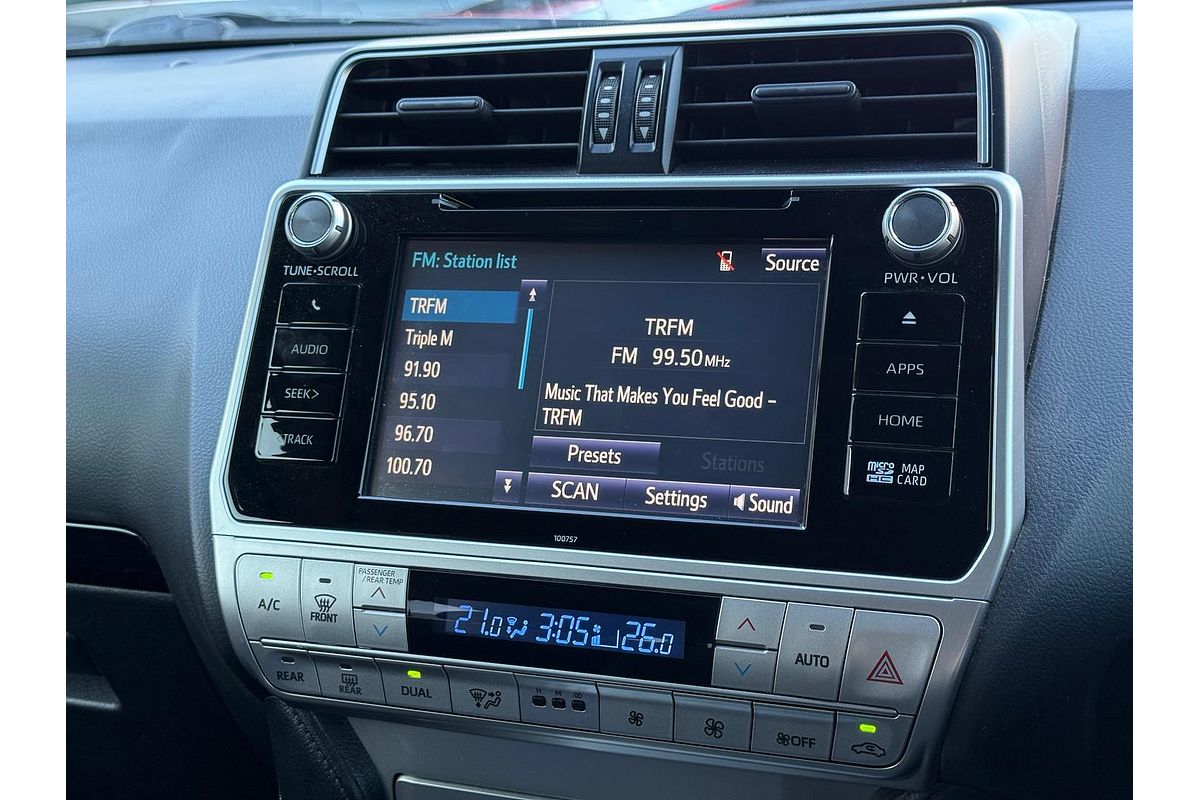 TUNE•SCROLL
AUDIO
SEEK>
TRACK
FM: Station list
Source
TRFM
Triple M
91.90
95.10
96.70
100.70
TRFM
FM 99.50 MHz
Music That Makes You Feel Good –
TRFM
Presets
Stations
SCAN
Settings
Sound
PWR•VOL
APPS
HOME
micro SD HC
MAP
CARD
100757
A/C
FRONT
PASSENGER
/REAR TEMP
21.0
3:05
26.0
AUTO
REAR
REAR
DUAL
H M
OFF